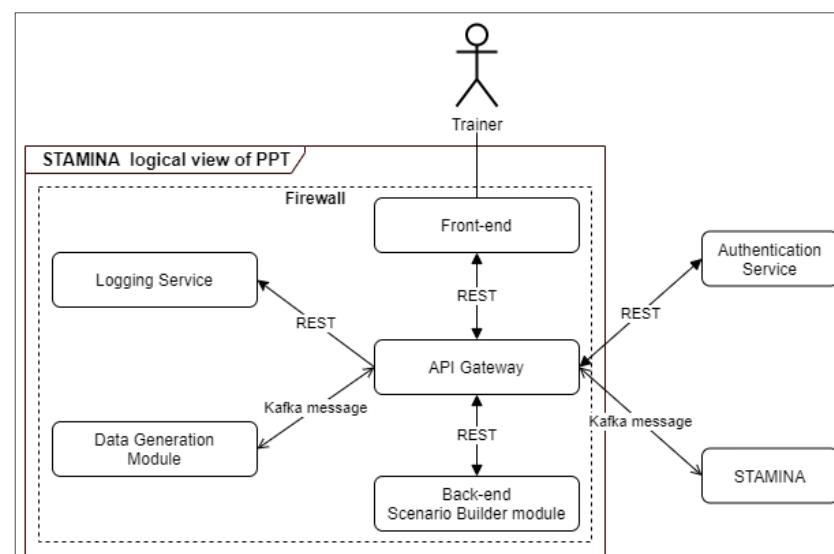 Trainer
STAMINA logical view of PPT
Firewall
Front-end
Logging Service
Authentication
Service
REST
REST
REST
API Gateway
Kafka message
Kafka message
Data Generation
Module
REST
STAMINA
Back-end
Scenario Builder module